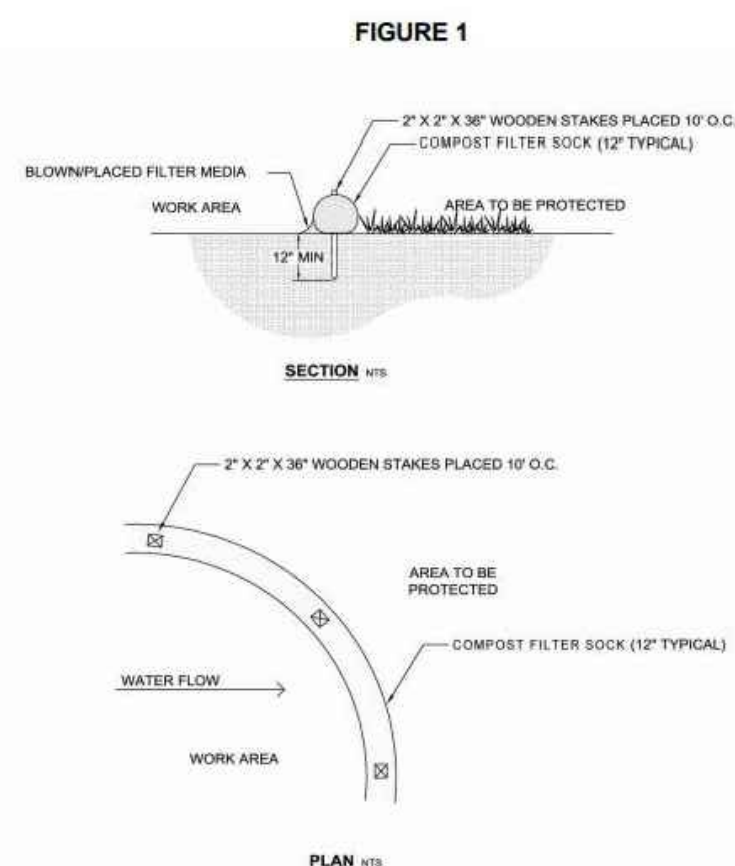 FIGURE 1
2" X 2" X 36" WOODEN STAKES PLACED 10' O.C.
COMPOST FILTER SOCK (12" TYPICAL)
BLOWN/PLACED FILTER MEDIA
WORK AREA
AREA TO BE PROTECTED
12" MIN
SECTION NTS
2" X 2" X 36" WOODEN STAKES PLACED 10' O.C.
AREA TO BE
PROTECTED
COMPOST FILTER SOCK (12" TYPICAL)
WATER FLOW
WORK AREA
PLAN NTS